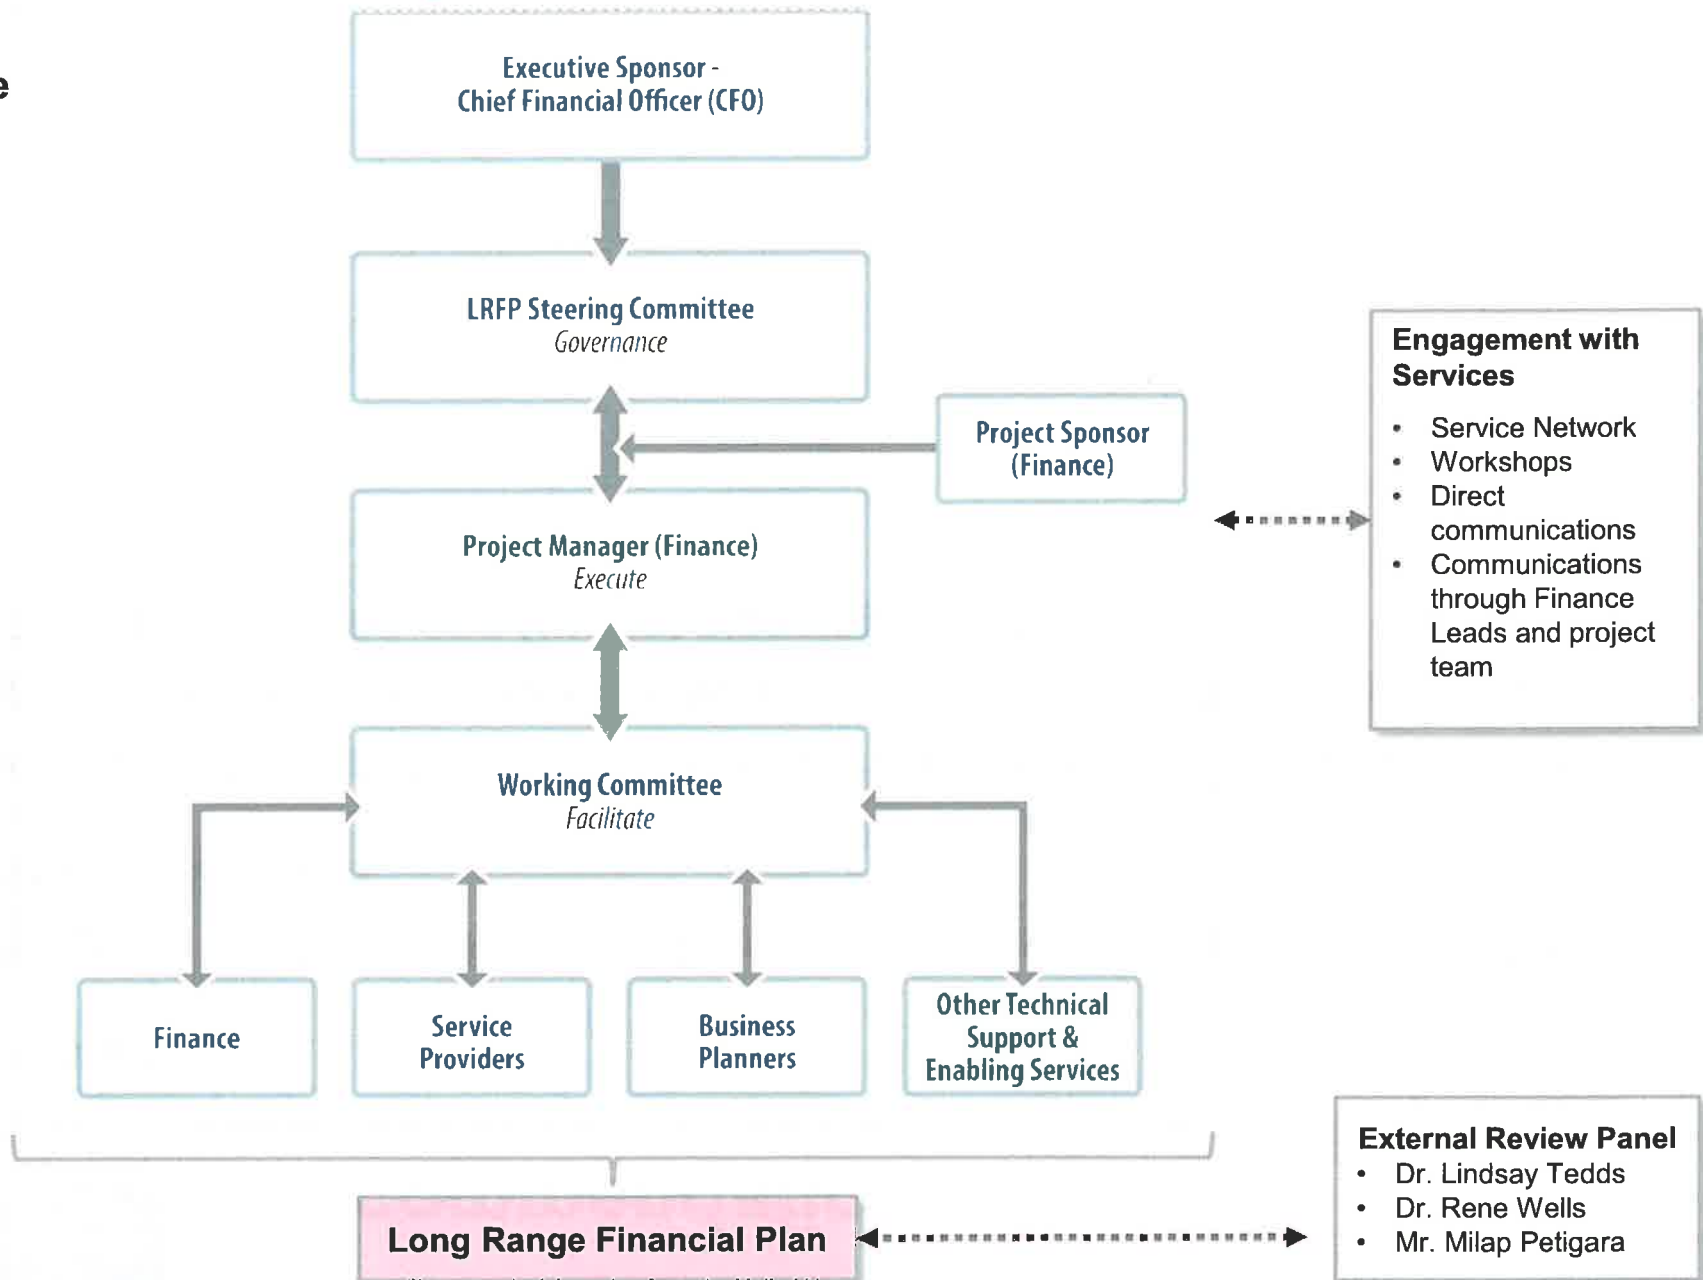 e
Executive Sponsor -
Chief Financial Officer (CFO)
LRFP Steering Committee
Governance
Project Sponsor
(Finance)
Project Manager (Finance)
Execute
Engagement with
Services
• Service Network
• Workshops
• Direct
communications
• Communications
through Finance
Leads and project
team
Working Committee
Facilitate
Finance
Service
Providers
Business
Planners
Other Technical
Support &
Enabling Services
Long Range Financial Plan
External Review Panel
• Dr. Lindsay Tedds
• Dr. Rene Wells
• Mr. Milap Petigara